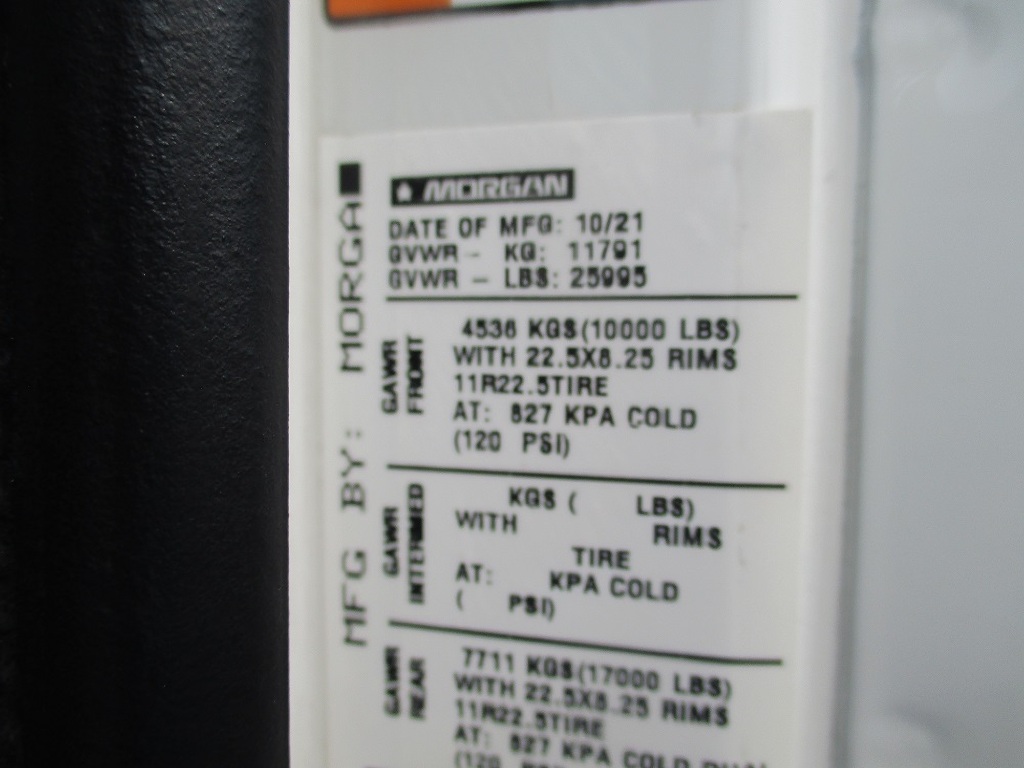 MFG BY: MORGA
MORGAN
DATE OF MFG: 10/21
GVWR - KG: 11791
GVWR - LBS: 25995
GAWR
FRONT
4536 KGS(10000 LBS)
WITH 22.5X8.25 RIMS
11R22.5TIRE
AT: 827 KPA COLD
(120 PSI)
GAWR
INTERMED
KGS ( LBS)
WITH RIMS
TIRE
AT: KPA COLD
( PSI)
GAWR
REAR
7711 KGS(17000 LBS)
WITH 22.5X8.25 RIMS
11R22.5TIRE
AT: 827 KPA COLD DUAL
(120 PSI)